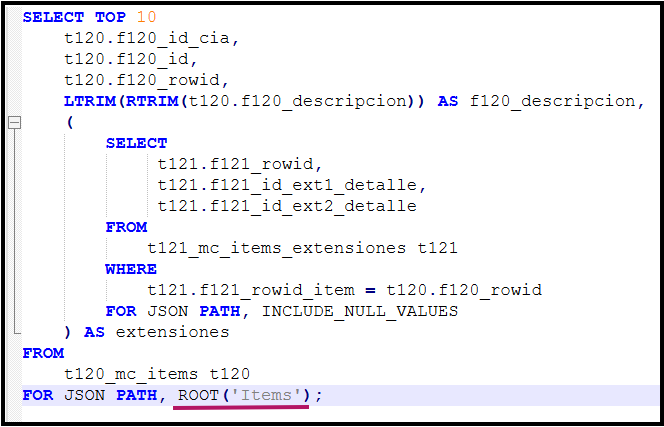 SELECT TOP 10
t120.f120_id_cia,
t120.f120_id,
t120.f120_rowid,
LTRIM(RTRIM(t120.f120_descripcion)) AS f120_descripcion,
(
SELECT
t121.f121_rowid,
t121.f121_id_ext1_detalle,
t121.f121_id_ext2_detalle
FROM
t121_mc_items_extensiones t121
WHERE
t121.f121_rowid_item = t120.f120_rowid
FOR JSON PATH, INCLUDE_NULL_VALUES
) AS extensiones
FROM
t120_mc_items t120
FOR JSON PATH, ROOT('Items');